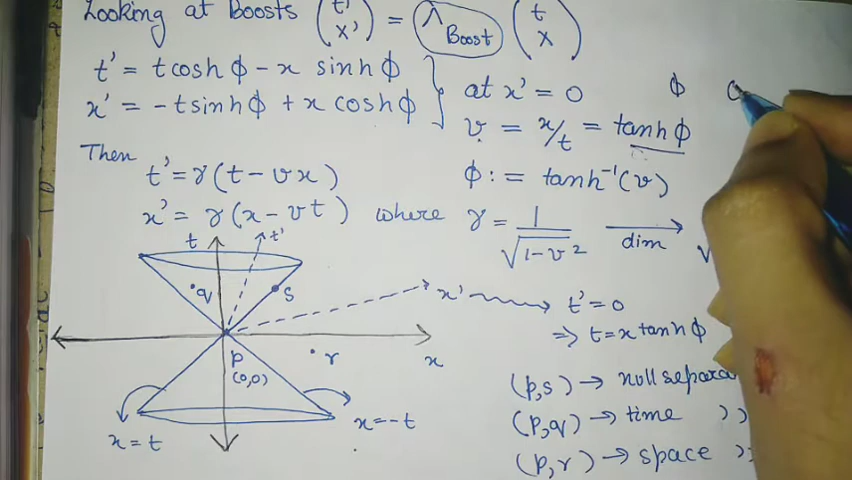 Looking at Boosts (t' x') = (Λ Boost) (t x)
t' = t cosh ϕ − x sinh ϕ
x' = −t sinh ϕ + x cosh ϕ
at x' = 0 ϕ
v = x/t = tanh ϕ
Then
t' = γ(t − vx)
ϕ := tanh⁻¹(v)
x' = γ(x − vt) where γ = 1/√(1−v²) → dim √
t t'
q s
x' → t' = 0
⇒ t = x tanh ϕ
p
(0,0)
r
x
(p,s) → null separa
(p,q) → time ››
(p,r) → space ››
x = t
x = −t